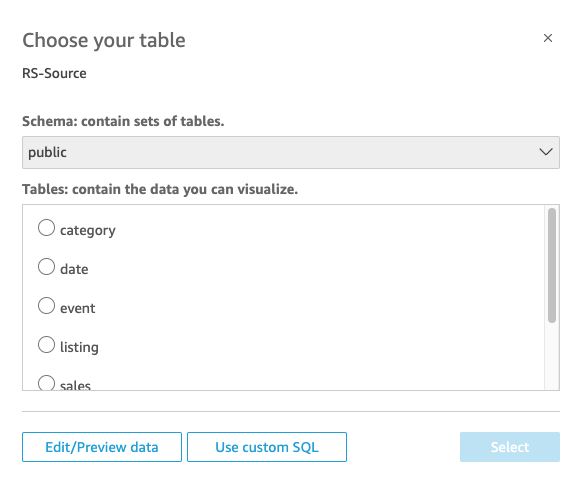 Choose your table
RS-Source
Schema: contain sets of tables.
public
Tables: contain the data you can visualize.
category
date
event
listing
sales
Edit/Preview data
Use custom SQL
Select